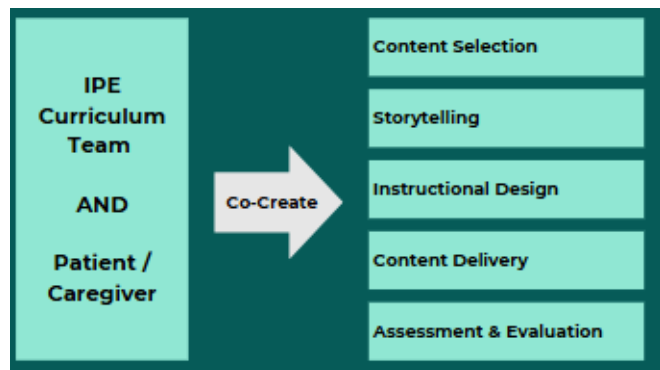 IPE
Curriculum
Team
AND
Patient /
Caregiver
Co-Create
Content Selection
Storytelling
Instructional Design
Content Delivery
Assessment & Evaluation